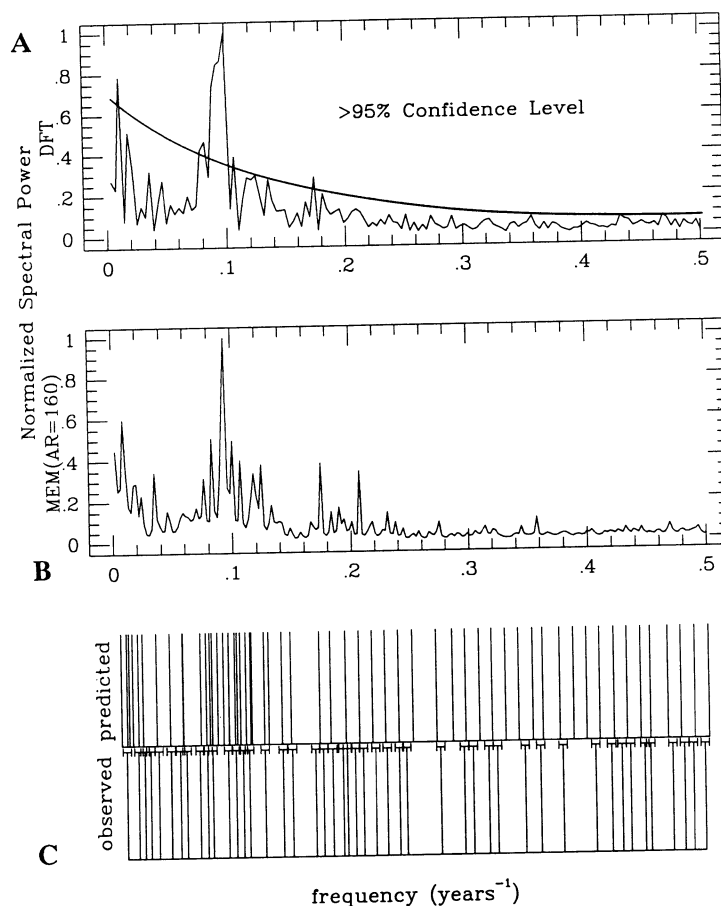 A
1
.8
.6
.4
.2
0
>95% Confidence Level
0
.1
.2
.3
.4
.5
Normalized Spectral Power
DFT
1
.8
.6
.4
.2
0
MEM(AR=160)
B
0
.1
.2
.3
.4
.5
predicted
observed
C
frequency (years⁻¹)